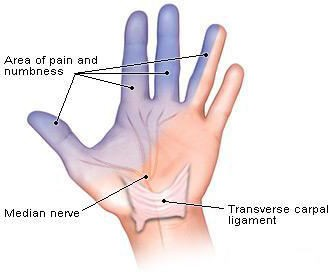 Area of pain and
numbness
Median nerve
Transverse carpal
ligament